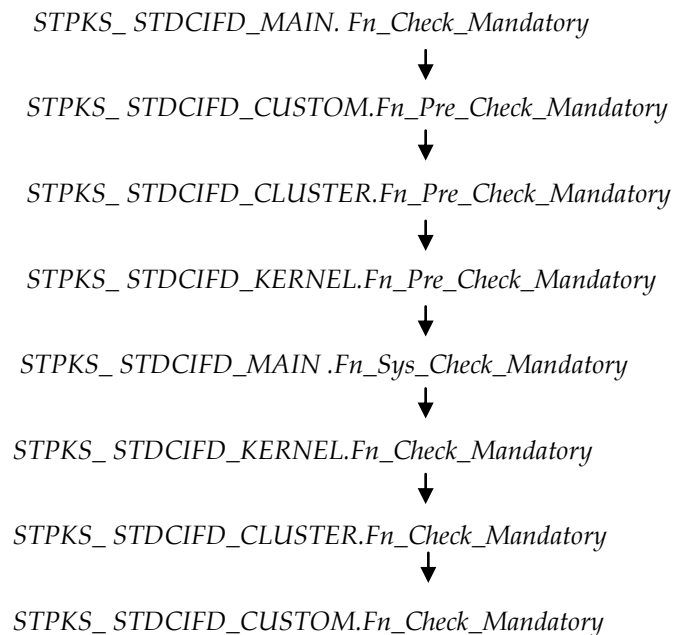 STPKS_ STDCIFD_MAIN. Fn_Check_Mandatory
STPKS_ STDCIFD_CUSTOM.Fn_Pre_Check_Mandatory
STPKS_ STDCIFD_CLUSTER.Fn_Pre_Check_Mandatory
STPKS_ STDCIFD_KERNEL.Fn_Pre_Check_Mandatory
STPKS_ STDCIFD_MAIN .Fn_Sys_Check_Mandatory
STPKS_ STDCIFD_KERNEL.Fn_Check_Mandatory
STPKS_ STDCIFD_CLUSTER.Fn_Check_Mandatory
STPKS_ STDCIFD_CUSTOM.Fn_Check_Mandatory